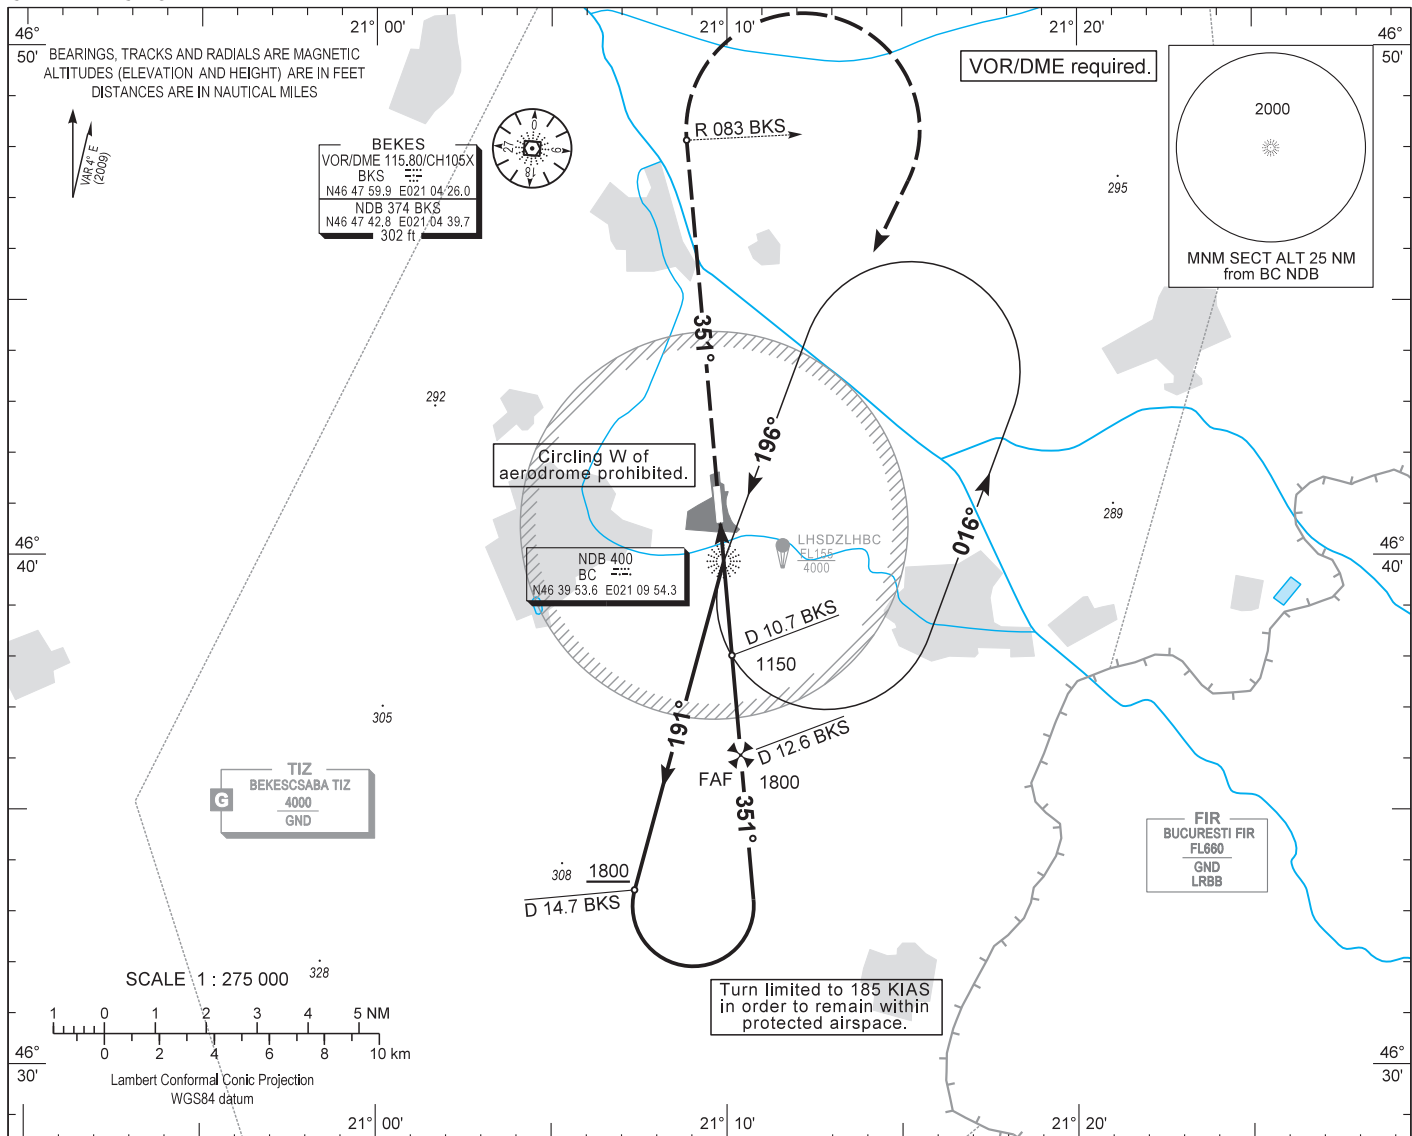 21° 00'
21° 10'
21° 20'
46°
50'
46°
50'
BEARINGS, TRACKS AND RADIALS ARE MAGNETIC
ALTITUDES (ELEVATION AND HEIGHT) ARE IN FEET
DISTANCES ARE IN NAUTICAL MILES
VAR 4° E
(2009)
BEKES
VOR/DME 115.80/CH105X
BKS
N46 47 59.9 E021 04 26.0
NDB 374 BKS
N46 47 42.8 E021 04 39.7
302 ft
0
9
18
27
R 083 BKS
VOR/DME required.
2000
MNM SECT ALT 25 NM
from BC NDB
295
351°
292
196°
Circling W of
aerodrome prohibited.
016°
289
LHSDZLHBC
FL155
4000
NDB 400
BC
N46 39 53.6 E021 09 54.3
46°
40'
46°
40'
D 10.7 BKS
1150
191°
305
D 12.6 BKS
FAF
1800
351°
TIZ
BEKESCSABA TIZ
4000
GND
G
FIR
BUCURESTI FIR
FL660
GND
LRBB
308
1800
D 14.7 BKS
328
SCALE 1 : 275 000
1 0 1 2 3 4 5 NM
0 2 4 6 8 10 km
Lambert Conformal Conic Projection
WGS84 datum
Turn limited to 185 KIAS
in order to remain within
protected airspace.
46°
30'
46°
30'
21° 00'
21° 10'
21° 20'